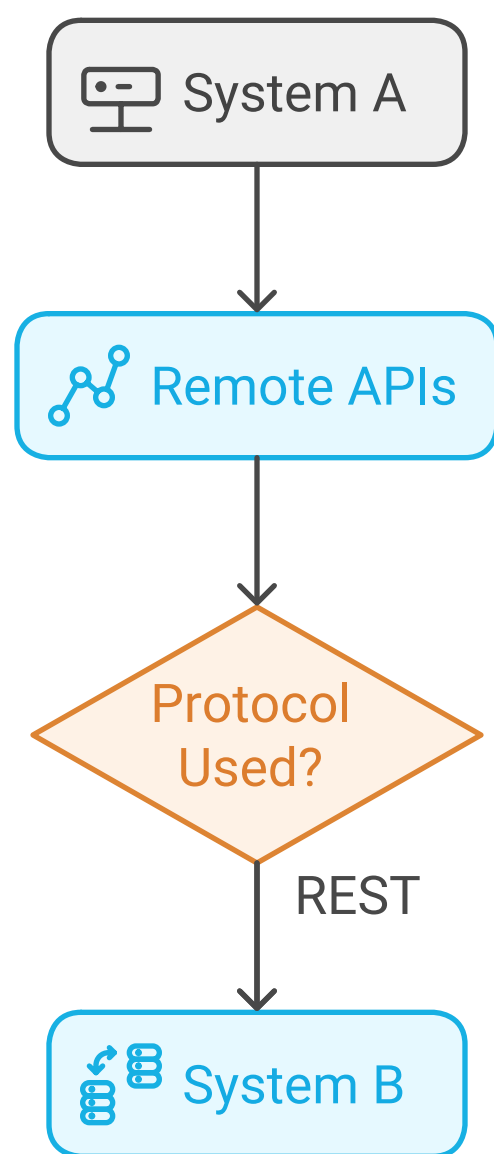 System A
Remote APIs
Protocol
Used?
REST
System B